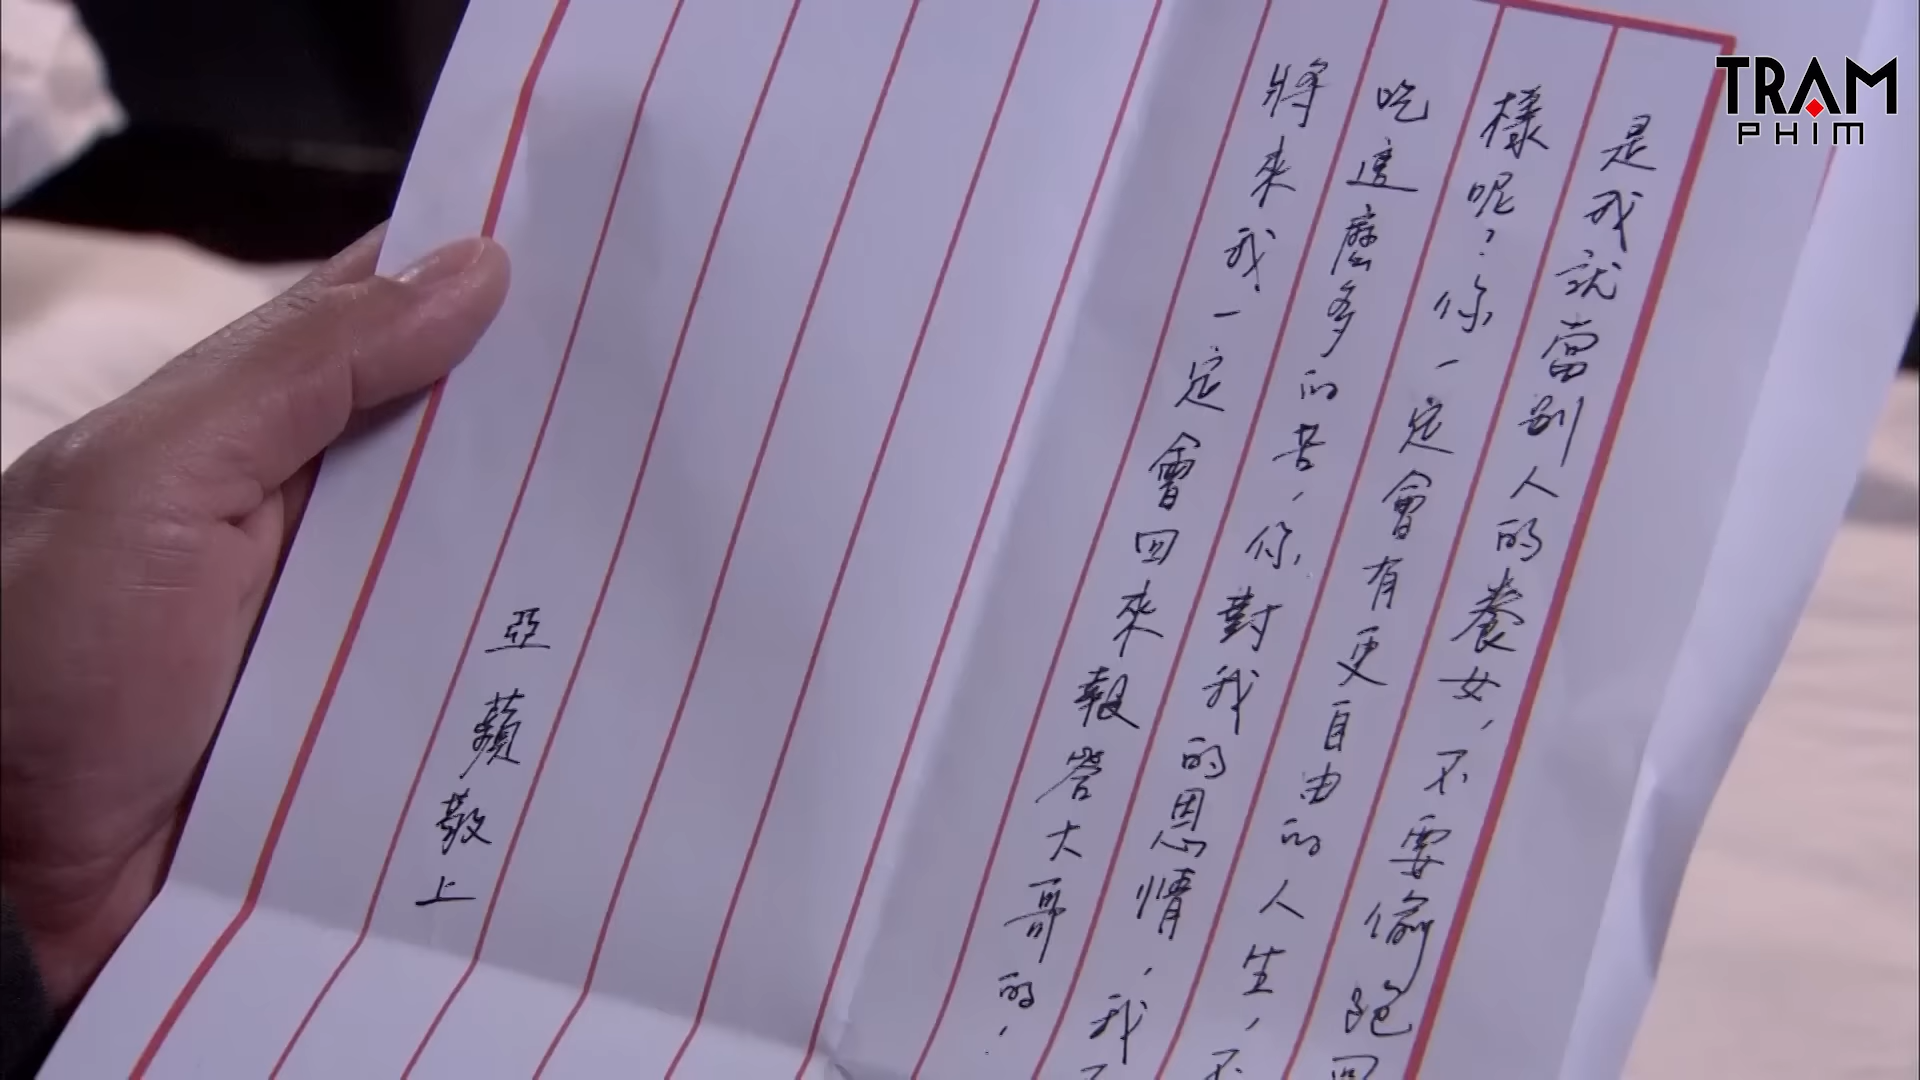 是我就當別人的養女，不要偷跑回
樣呢？你一定會有更自由的人生，不
吃這麼多的苦，你對我的恩情，我
將來我一定會回來報答大哥的．
亞蘋敬上
TRAM
PHIM